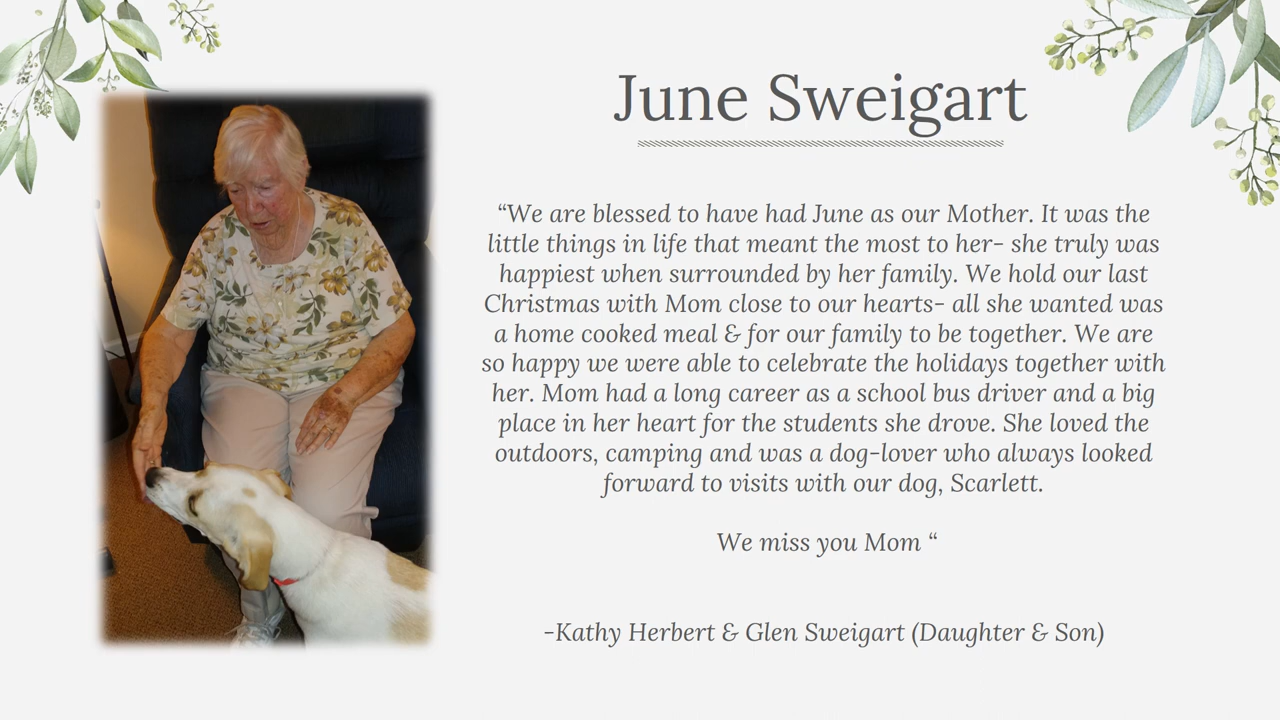 June Sweigart
“We are blessed to have had June as our Mother. It was the
little things in life that meant the most to her- she truly was
happiest when surrounded by her family. We hold our last
Christmas with Mom close to our hearts- all she wanted was
a home cooked meal & for our family to be together. We are
so happy we were able to celebrate the holidays together with
her. Mom had a long career as a school bus driver and a big
place in her heart for the students she drove. She loved the
outdoors, camping and was a dog-lover who always looked
forward to visits with our dog, Scarlett.
We miss you Mom “
-Kathy Herbert & Glen Sweigart (Daughter & Son)